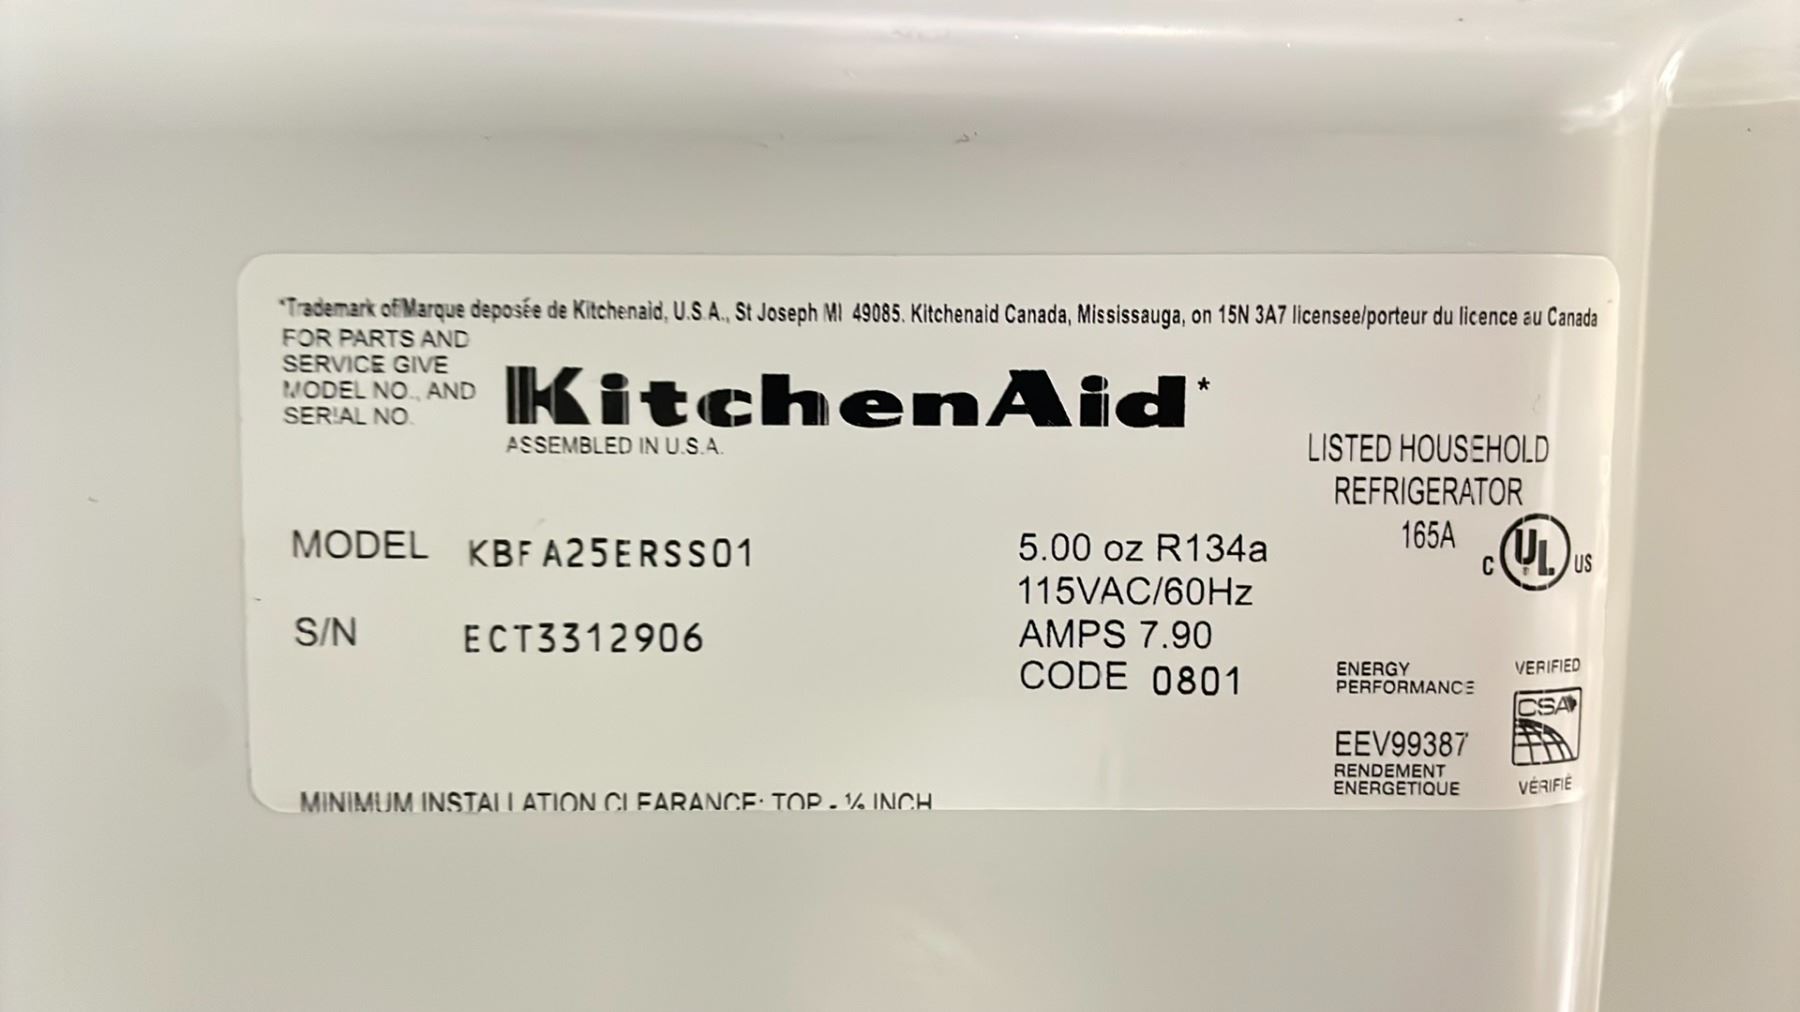 *Trademark of/Marque deposée de Kitchenaid, U.S.A., St Joseph MI 49085. Kitchenaid Canada, Mississauga, on 15N 3A7 licensee/porteur du licence au Canada
FOR PARTS AND
SERVICE GIVE
MODEL NO., AND
SERIAL NO.
KitchenAid*
ASSEMBLED IN U.S.A.
LISTED HOUSEHOLD
REFRIGERATOR
165A
C UL® US
MODEL KBFA25ERSS01
S/N ECT3312906
5.00 oz R134a
115VAC/60Hz
AMPS 7.90
CODE 0801
ENERGY
PERFORMANCE
EEV99387
RENDEMENT
ENERGETIQUE
VERIFIED
CSA
VÉRIFIÉ
MINIMUM INSTALLATION CLEARANCE: TOP - ½ INCH